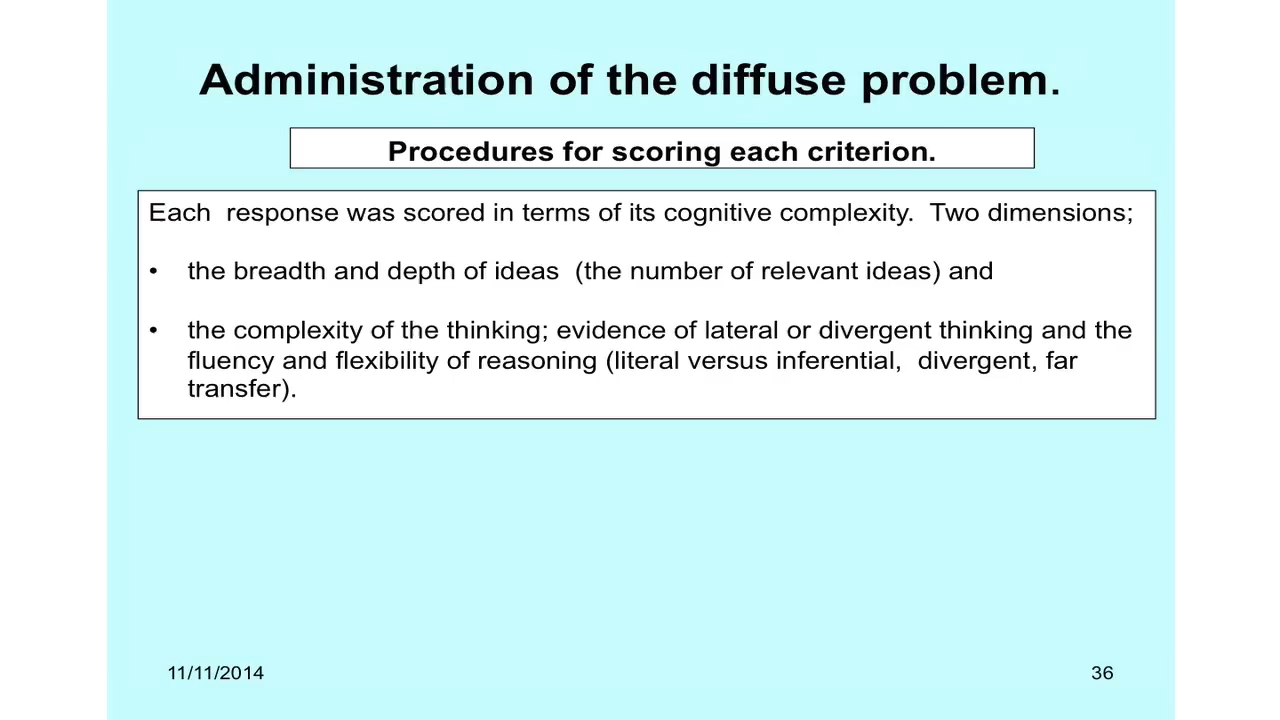 Administration of the diffuse problem.
Procedures for scoring each criterion.
Each  response was scored in terms of its cognitive complexity.  Two dimensions;
• the breadth and depth of ideas  (the number of relevant ideas) and
• the complexity of the thinking; evidence of lateral or divergent thinking and the
fluency and flexibility of reasoning (literal versus inferential,  divergent, far
transfer).
11/11/2014
36